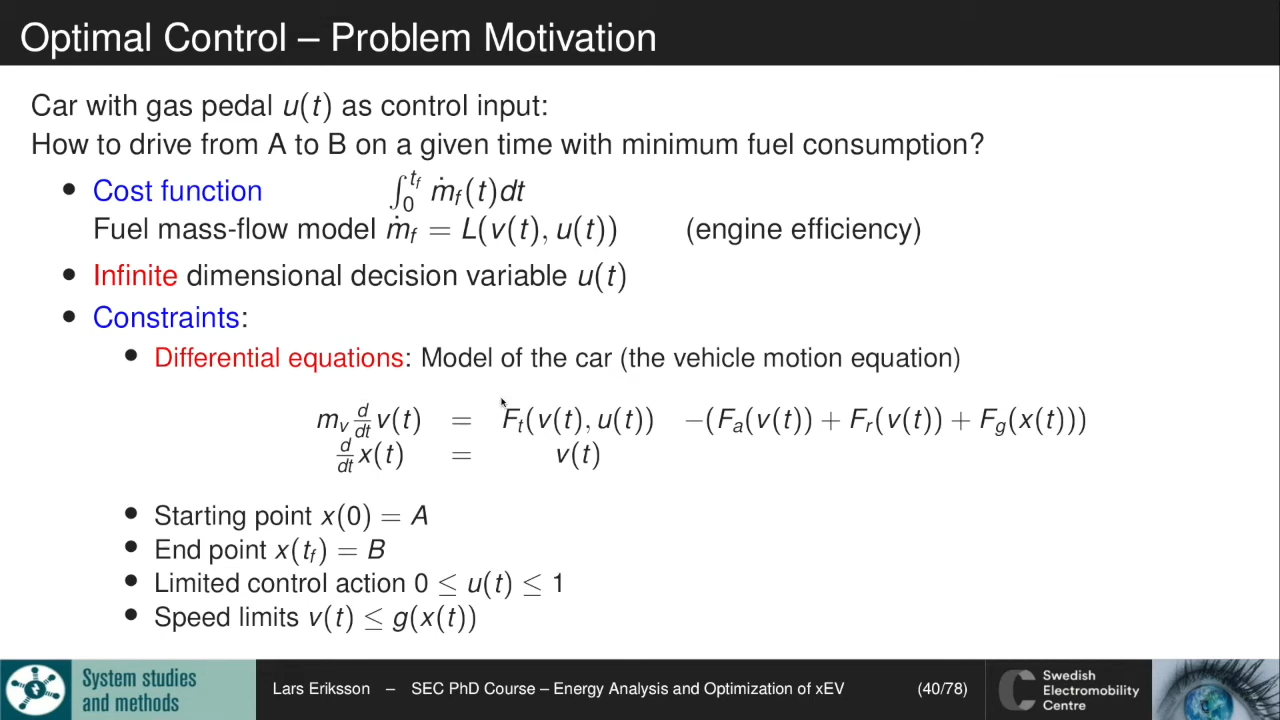 Optimal Control – Problem Motivation
Car with gas pedal u(t) as control input:
How to drive from A to B on a given time with minimum fuel consumption?
• Cost function ∫₀^{t_f} ṁ_f(t)dt
Fuel mass-flow model ṁ_f = L(v(t), u(t)) (engine efficiency)
• Infinite dimensional decision variable u(t)
• Constraints:
• Differential equations: Model of the car (the vehicle motion equation)
m_v d/dt v(t) = F_t(v(t), u(t)) −(F_a(v(t)) + F_r(v(t)) + F_g(x(t)))
d/dt x(t) = v(t)
• Starting point x(0) = A
• End point x(t_f) = B
• Limited control action 0 ≤ u(t) ≤ 1
• Speed limits v(t) ≤ g(x(t))
System studies
and methods
Lars Eriksson – SEC PhD Course – Energy Analysis and Optimization of xEV (40/78)
Swedish
Electromobility
Centre